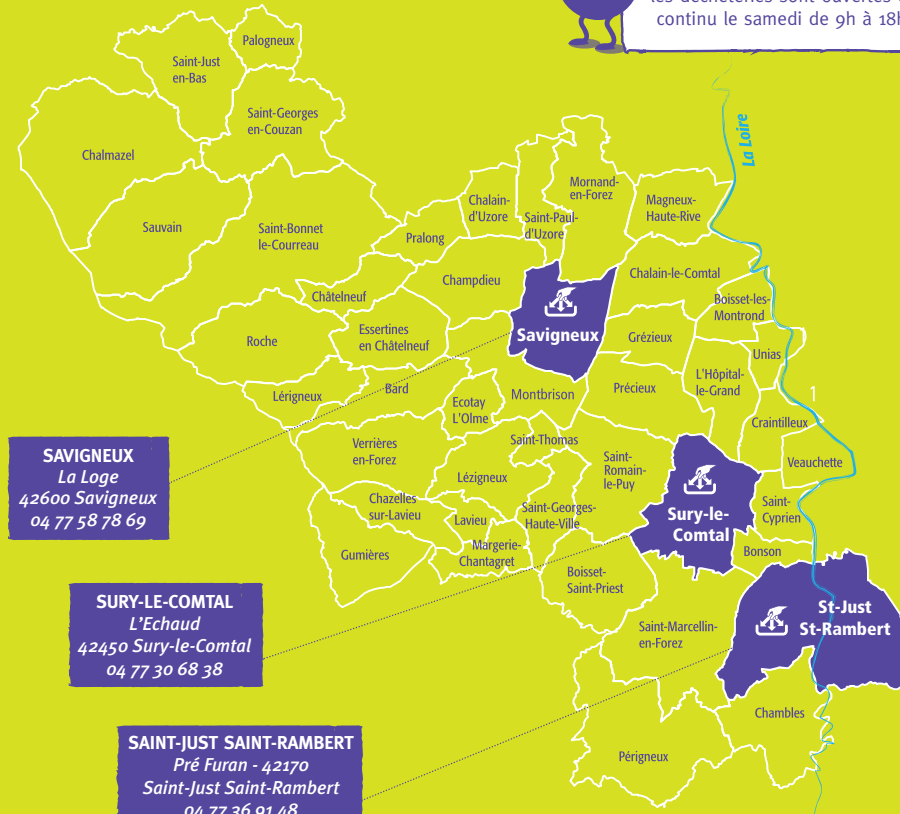 les déchèteries sont ouvertes
continu le samedi de 9h à 18h
Palogneux
Saint-Just
en-Bas
Saint-Georges
en-Couzan
Chalmazel
La Loire
Mornand-
en-Forez
Magneux-
Haute-Rive
Chalain-
d'Uzore
Saint-Paul-
d'Uzore
Sauvain
Saint-Bonnet
le-Courreau
Pralong
Champdieu
Chalain-le-Comtal
Châtelneuf
Boisset-les-
Montrond
Savigneux
Roche
Essertines
en Châtelneuf
Grézieux
Unias
L'Hôpital-
le-Grand
Lérigneux
Bard
Ecotay
L'Olme
Montbrison
Précieux
1
Craintilleux
Verrières
en-Forez
Saint-Thomas
Saint-
Romain-
le-Puy
Veauchette
Lézigneux
SAVIGNEUX
La Loge
42600 Savigneux
04 77 58 78 69
Chazelles
sur-Lavieu
Lavieu
Saint-Georges-
Haute-Ville
Sury-le-
Comtal
Saint-
Cyprien
Gumières
Margerie-
Chantagret
Bonson
Boisset-
Saint-Priest
SURY-LE-COMTAL
L'Echaud
42450 Sury-le-Comtal
04 77 30 68 38
Saint-Marcellin-
en-Forez
St-Just
St-Rambert
Chambles
Périgneux
SAINT-JUST SAINT-RAMBERT
Pré Furan - 42170
Saint-Just Saint-Rambert
04 77 36 91 48